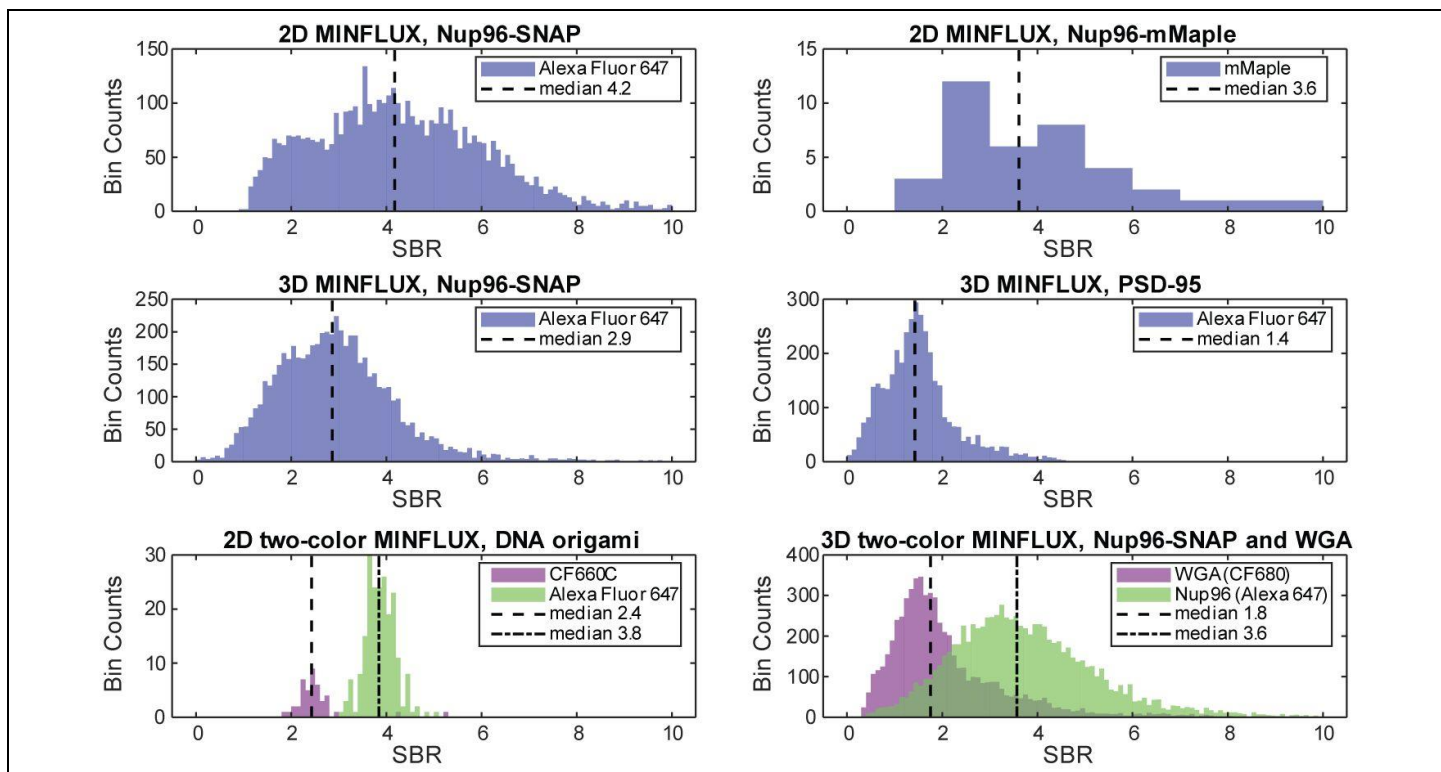 2D MINFLUX, Nup96-SNAP
150
100
50
0
Bin Counts
Alexa Fluor 647
median 4.2
0 2 4 6 8 10
SBR
2D MINFLUX, Nup96-mMaple
15
10
5
0
Bin Counts
mMaple
median 3.6
0 2 4 6 8 10
SBR
3D MINFLUX, Nup96-SNAP
250
200
150
100
50
0
Bin Counts
Alexa Fluor 647
median 2.9
0 2 4 6 8 10
SBR
3D MINFLUX, PSD-95
300
200
100
0
Bin Counts
Alexa Fluor 647
median 1.4
0 2 4 6 8 10
SBR
2D two-color MINFLUX, DNA origami
30
20
10
0
Bin Counts
CF660C
Alexa Fluor 647
median 2.4
median 3.8
0 2 4 6 8 10
SBR
3D two-color MINFLUX, Nup96-SNAP and WGA
400
300
200
100
0
Bin Counts
WGA (CF680)
Nup96 (Alexa 647)
median 1.8
median 3.6
0 2 4 6 8 10
SBR